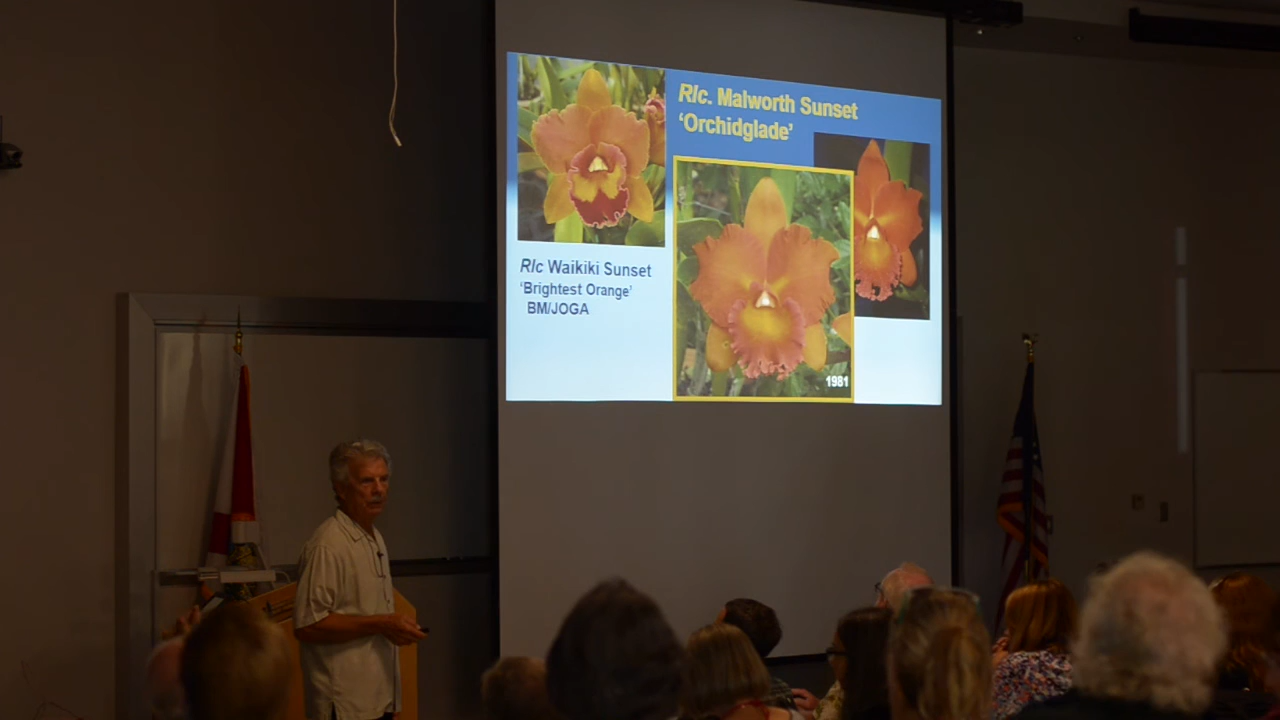 Rlc. Malworth Sunset
‘Orchidglade’
Rlc Waikiki Sunset
‘Brightest Orange’
BM/JOGA
1981